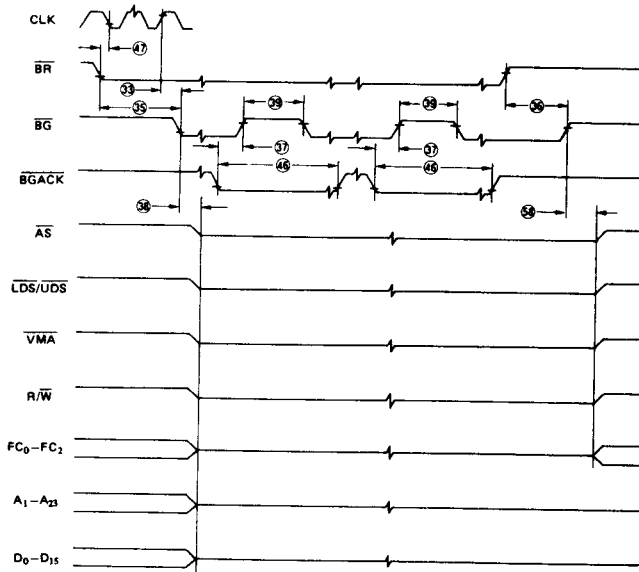 CLK
47
BR
33
35
39
39
36
BG
37
37
BGACK
46
46
38
58
AS
LDS/UDS
VMA
R/W
FC0–FC2
A1–A23
D0–D15